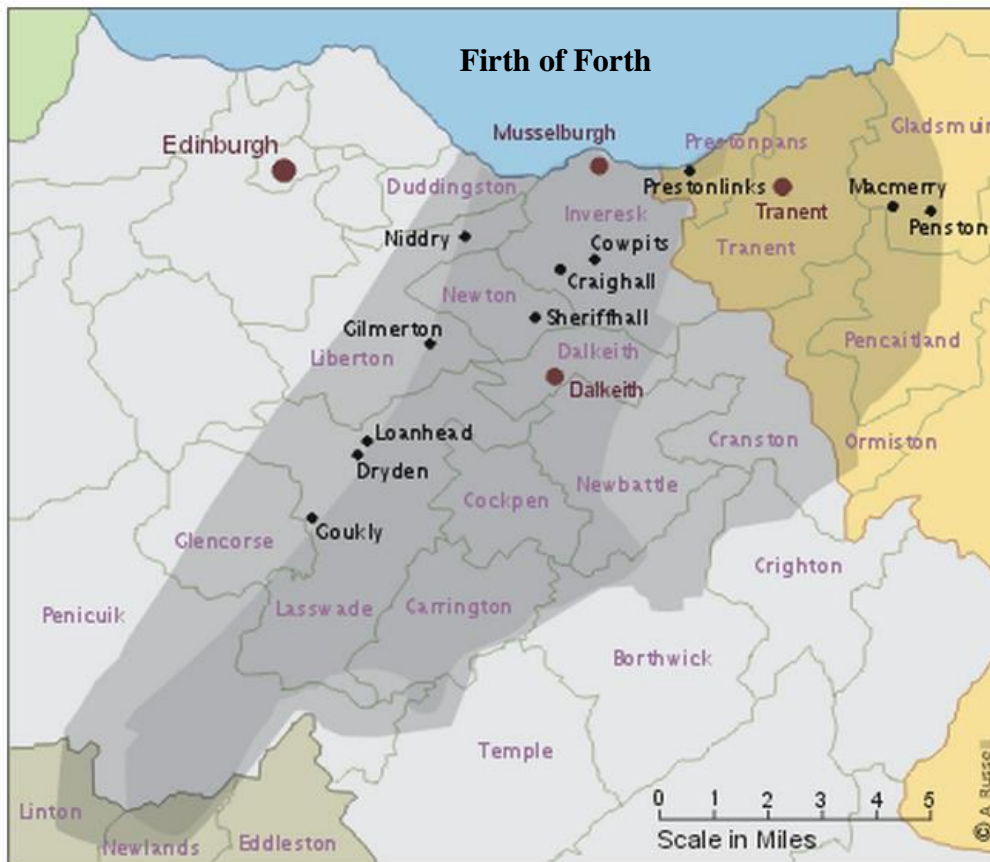 Firth of Forth
Gladsmuir
Musselburgh
Prestonpans
Edinburgh
Duddingston
Prestonlinks
Macmerry
Inveresk
Tranent
Penston
Niddry
Cowpits
Tranent
Craighall
Newton
Gilmerton
Sheriffhall
Liberton
Dalkeith
Pencaitland
Dalkeith
Loanhead
Cranston
Ormiston
Dryden
Cockpen
Newbattle
Goukly
Glencorse
Crighton
Penicuik
Lasswade
Carrington
Borthwick
Temple
0 1 2 3 4 5
Scale in Miles
Linton
Newlands
Eddleston
© A Russell